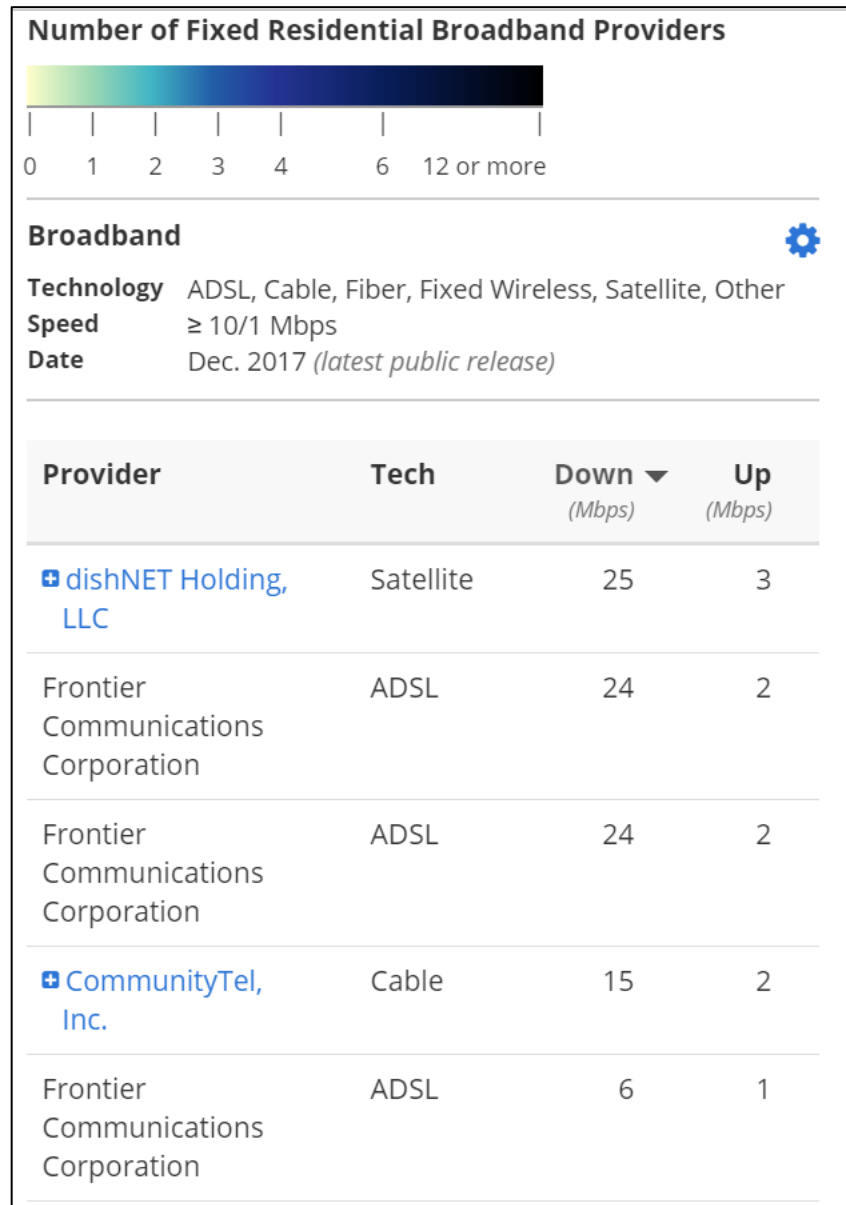 Number of Fixed Residential Broadband Providers
0 1 2 3 4 6 12 or more
Broadband
Technology ADSL, Cable, Fiber, Fixed Wireless, Satellite, Other
Speed ≥ 10/1 Mbps
Date Dec. 2017 (latest public release)
Provider Tech Down Up
(Mbps) (Mbps)
dishNET Holding, Satellite 25 3
LLC
Frontier ADSL 24 2
Communications
Corporation
Frontier ADSL 24 2
Communications
Corporation
CommunityTel, Cable 15 2
Inc.
Frontier ADSL 6 1
Communications
Corporation